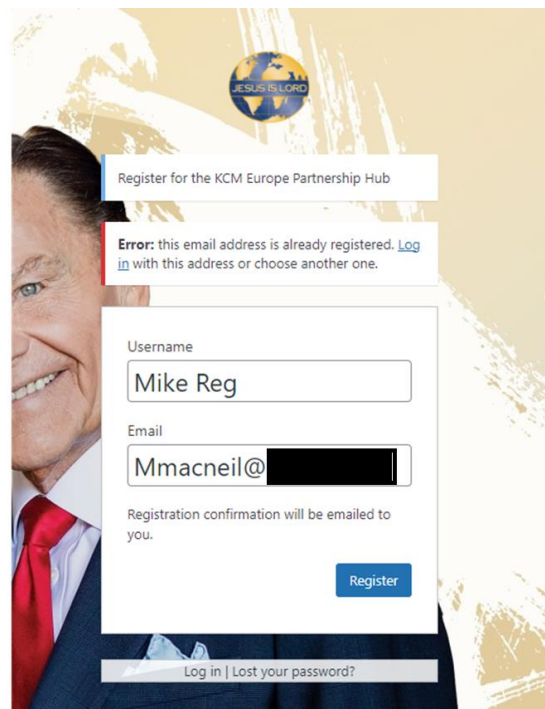 JESUS IS LORD
Register for the KCM Europe Partnership Hub
Error: this email address is already registered. Log
in with this address or choose another one.
Username
Mike Reg
Email
Mmacneil@
Registration confirmation will be emailed to
you.
Register
Log in | Lost your password?